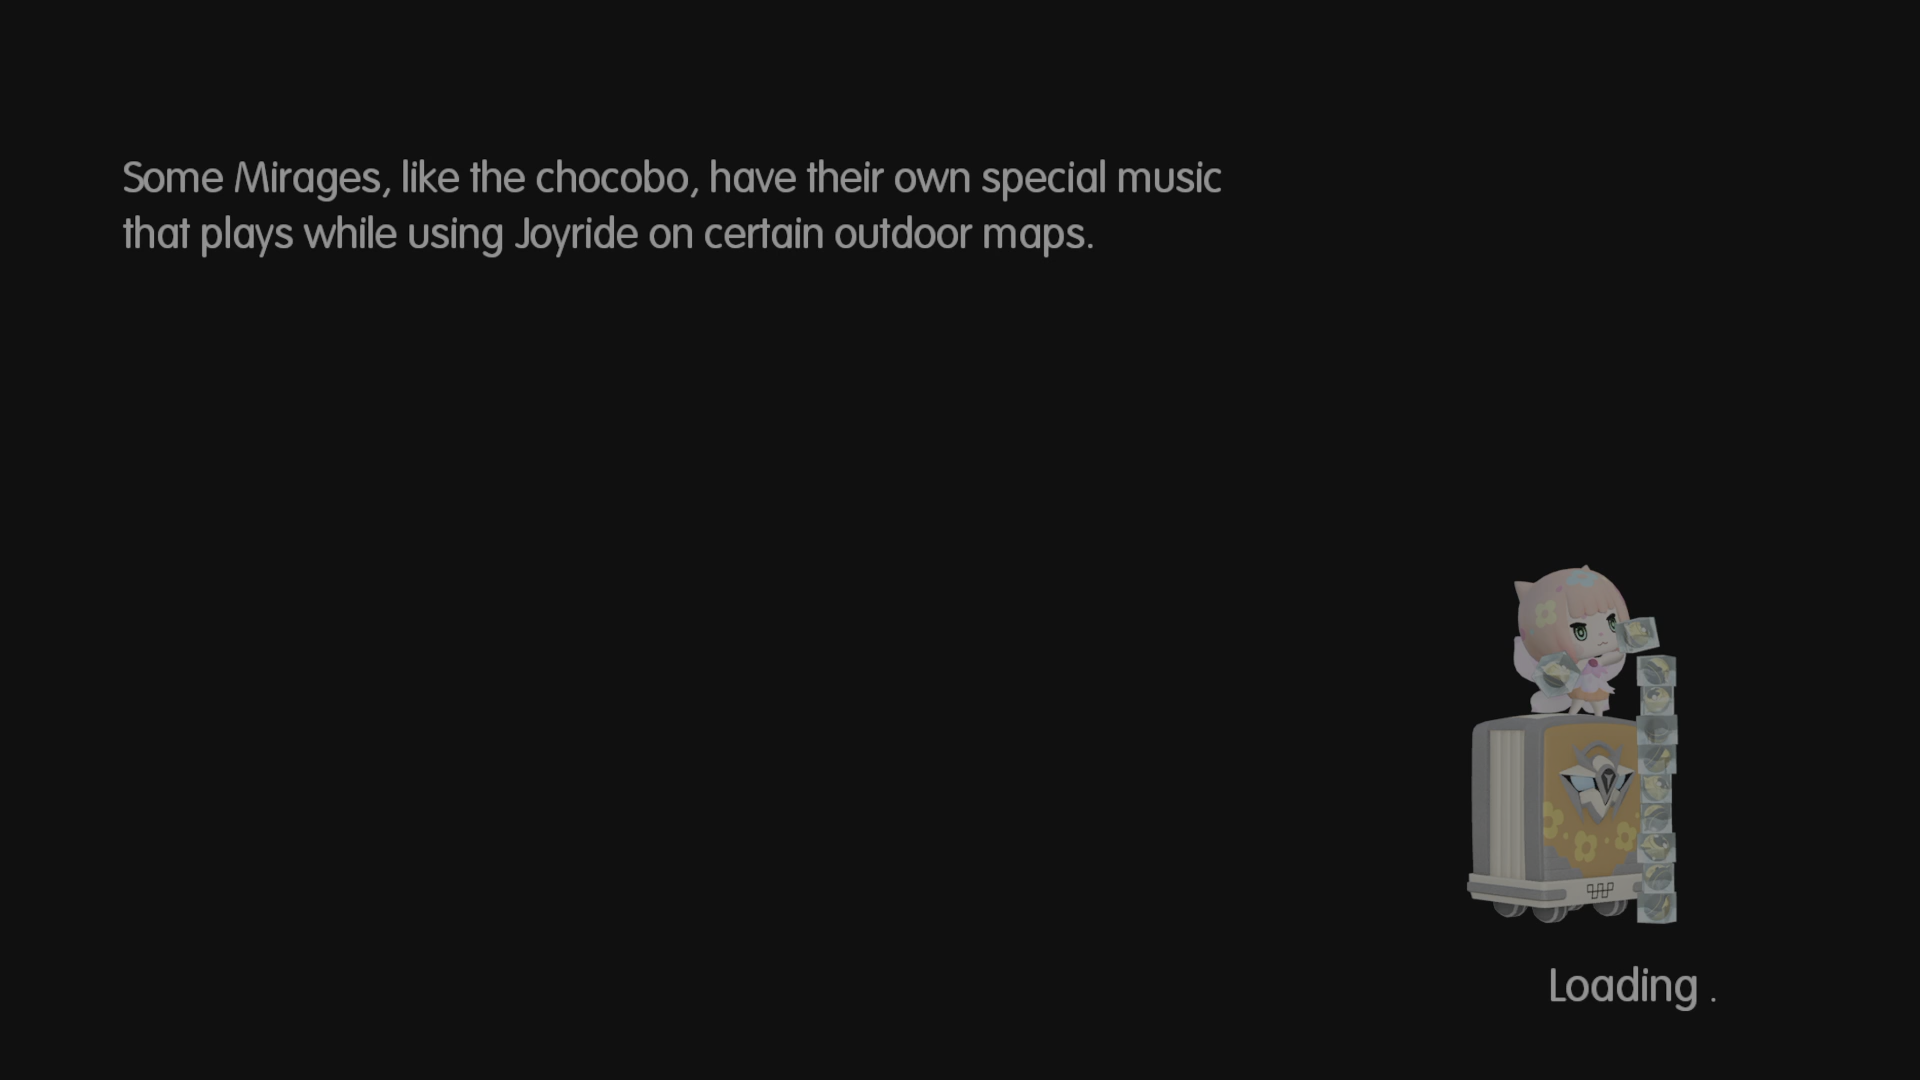 Some Mirages, like the chocobo, have their own special music
that plays while using Joyride on certain outdoor maps.
Loading .